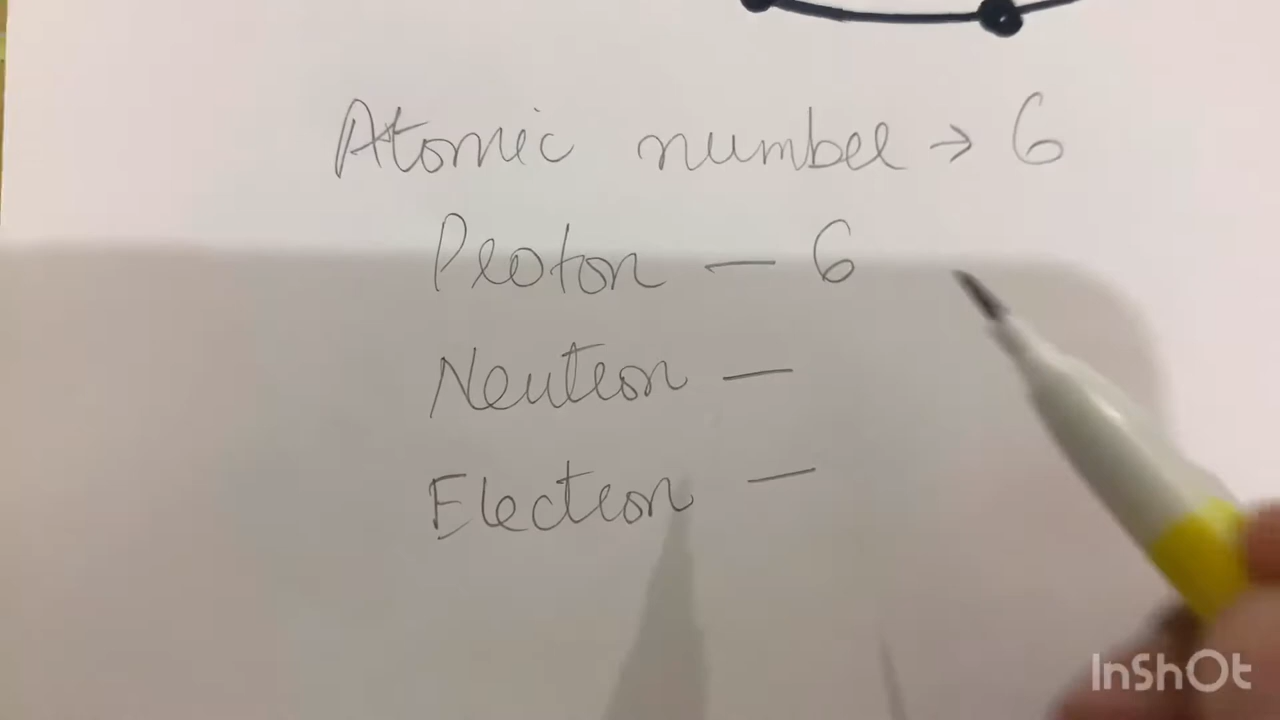 Atomic number → 6
Proton — 6
Neutron —
Electron —
InShOt